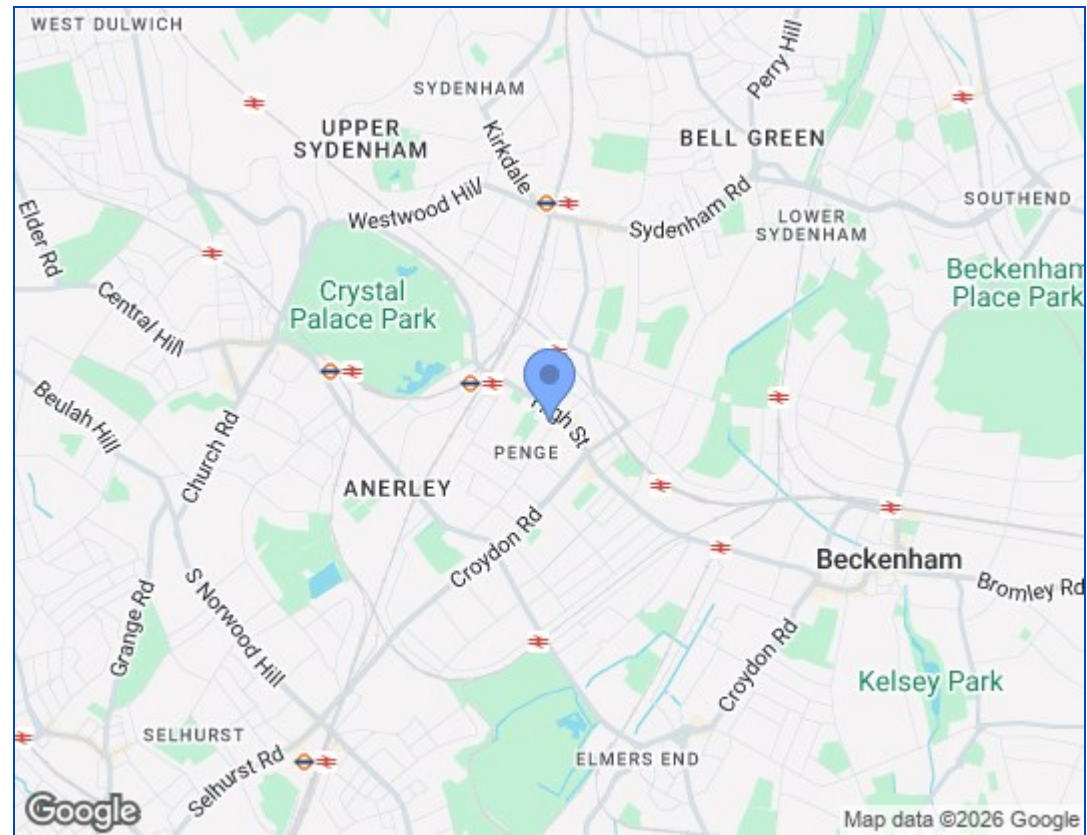 WEST DULWICH
SYDENHAM
Perry Hill
UPPER
SYDENHAM
Kirkdale
BELL GREEN
Westwood Hill
Sydenham Rd
SOUTHEND
LOWER
SYDENHAM
Elder Rd
Crystal
Palace Park
Beckenham
Place Park
Central Hill
Beulah Hill
High St
Church Rd
PENGE
ANERLEY
Croydon Rd
Beckenham
Bromley Rd
Grange Rd
S Norwood Hill
Croydon Rd
Kelsey Park
SELHURST
Selhurst Rd
ELMERS END
Google
Map data ©2026 Google